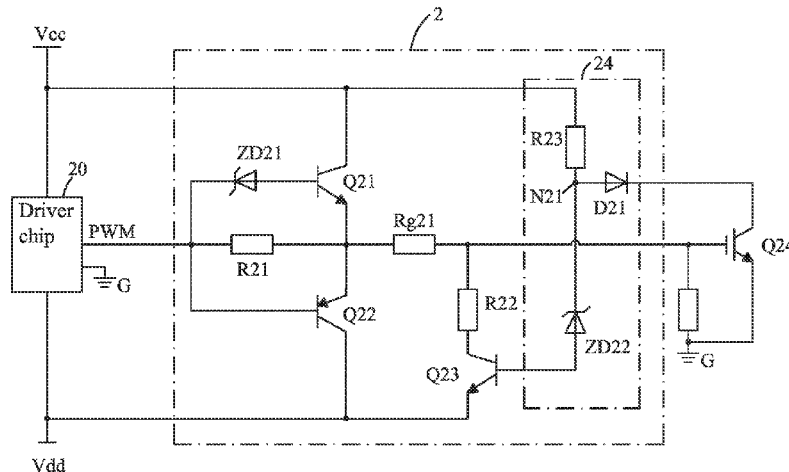 2
Vcc
24
ZD21
R23
20
Q21
N21
D21
Driver
chip
PWM
Rg21
Q24
R21
G
Q22
R22
ZD22
G
Q23
Vdd